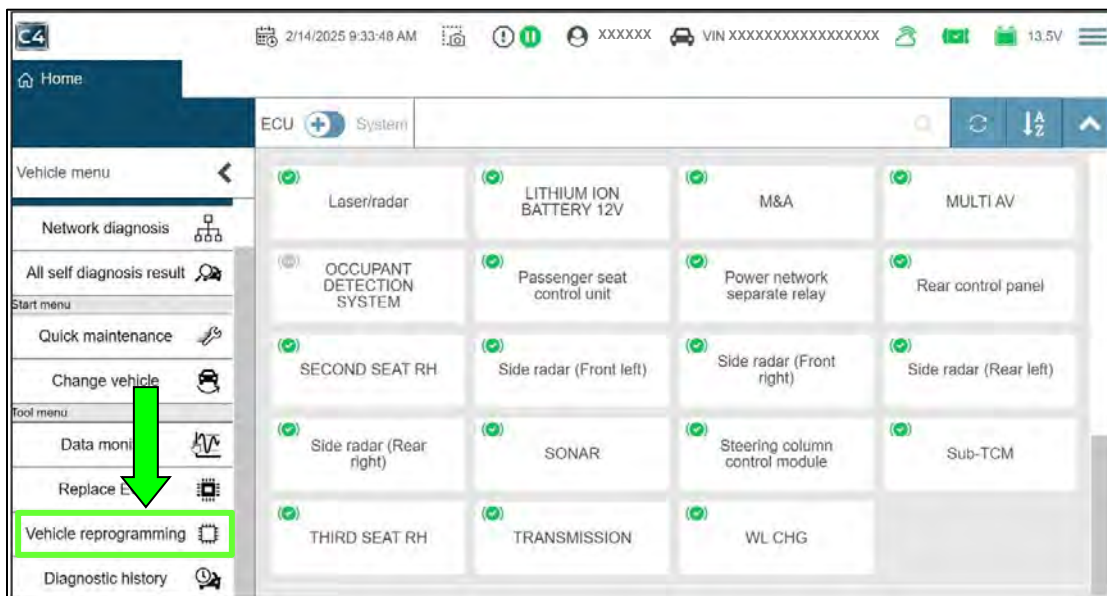 C4
2/14/2025 9:33:48 AM
XXXXXX
VIN XXXXXXXXXXXXXXXXX
13.5V
Home
ECU
System
Vehicle menu
Network diagnosis
All self diagnosis result
Start menu
Quick maintenance
Change vehicle
Tool menu
Data moni
Replace E
Vehicle reprogramming
Diagnostic history
Laser/radar
LITHIUM ION
BATTERY 12V
M&A
MULTI AV
OCCUPANT
DETECTION
SYSTEM
Passenger seat
control unit
Power network
separate relay
Rear control panel
SECOND SEAT RH
Side radar (Front left)
Side radar (Front
right)
Side radar (Rear left)
Side radar (Rear
right)
SONAR
Steering column
control module
Sub-TCM
THIRD SEAT RH
TRANSMISSION
WL CHG